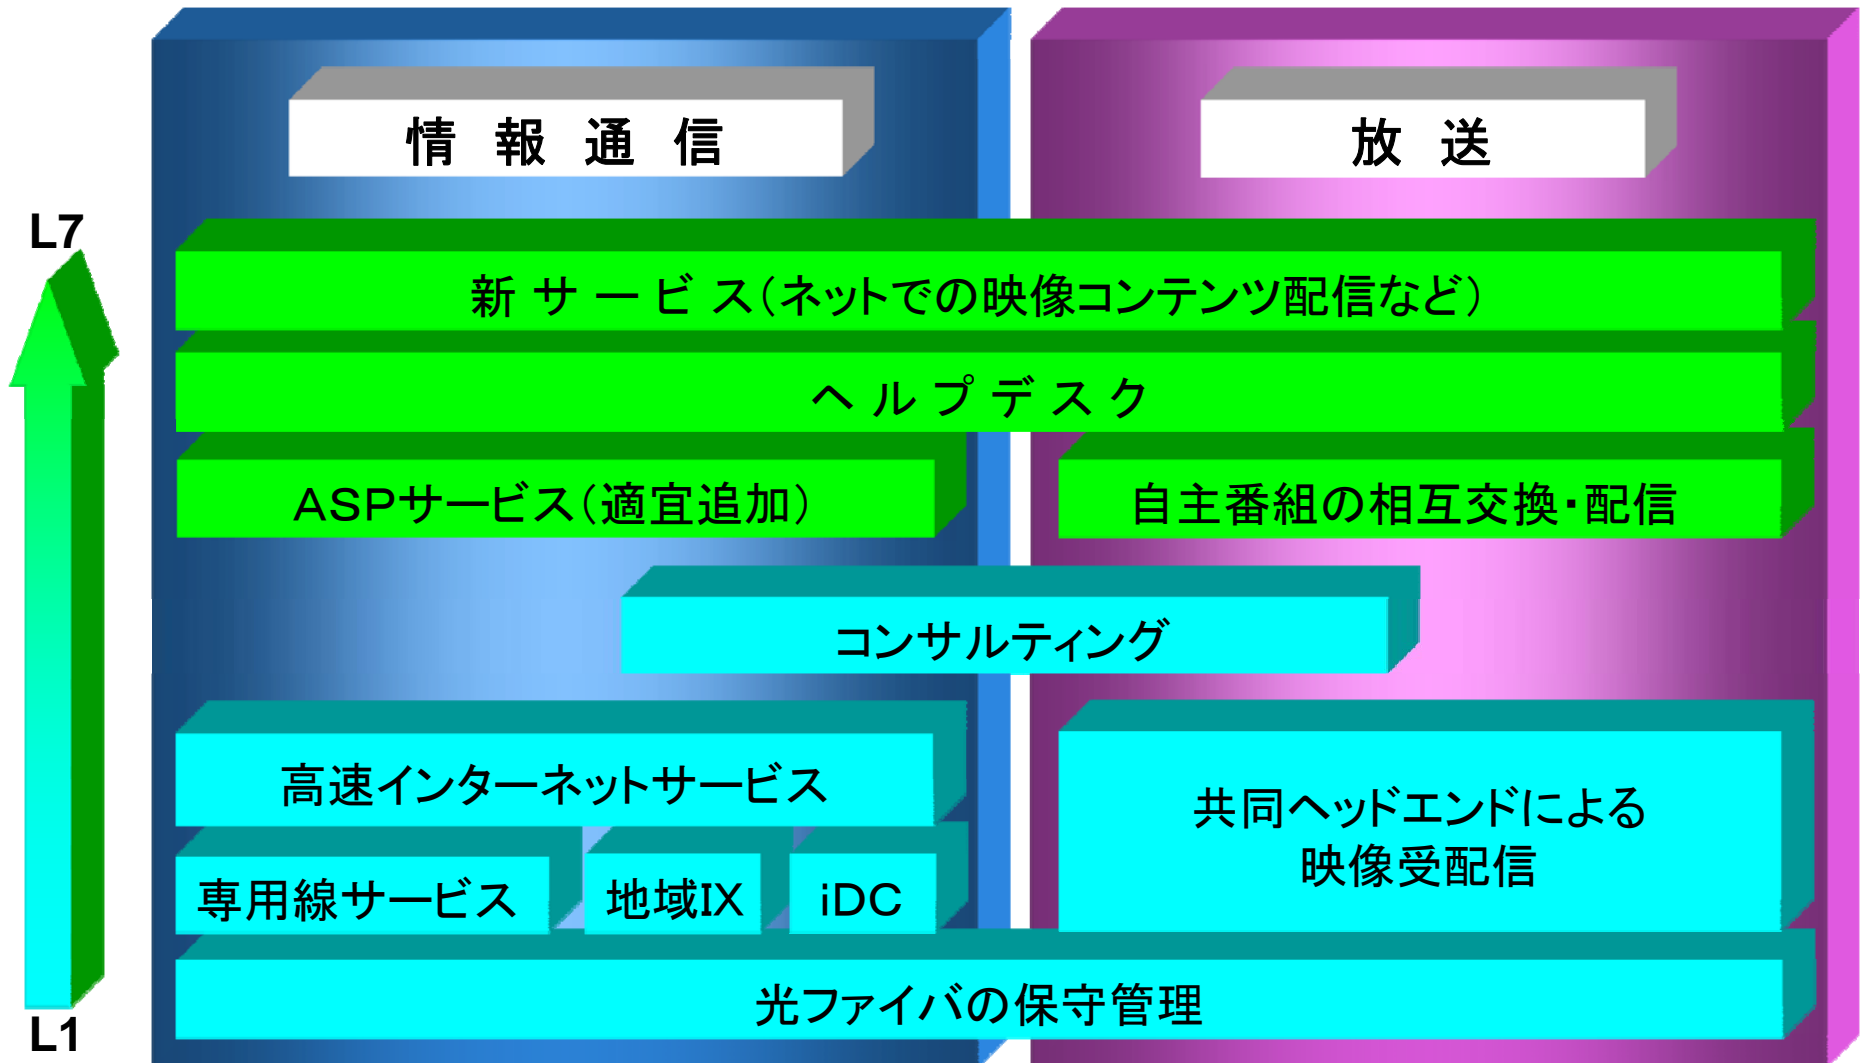 情 報 通 信
放 送
L7
新 サ ー ビ ス（ネットでの映像コンテンツ配信など）
ヘ ル プ デ ス ク
ＡＳＰサービス（適宜追加）
自主番組の相互交換・配信
コンサルティング
高速インターネットサービス
共同ヘッドエンドによる
映像受配信
専用線サービス
地域IX
iDC
光ファイバの保守管理
L1